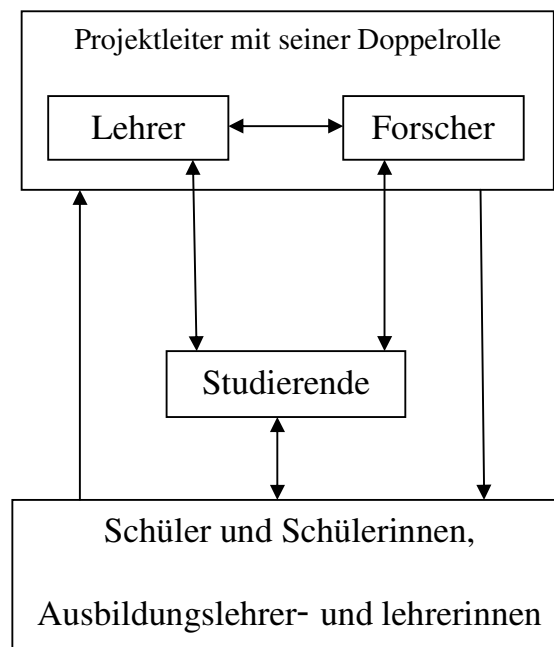 Projektleiter mit seiner Doppelrolle
Lehrer
Forscher
Studierende
Schüler und Schülerinnen,
Ausbildungslehrer- und lehrerinnen